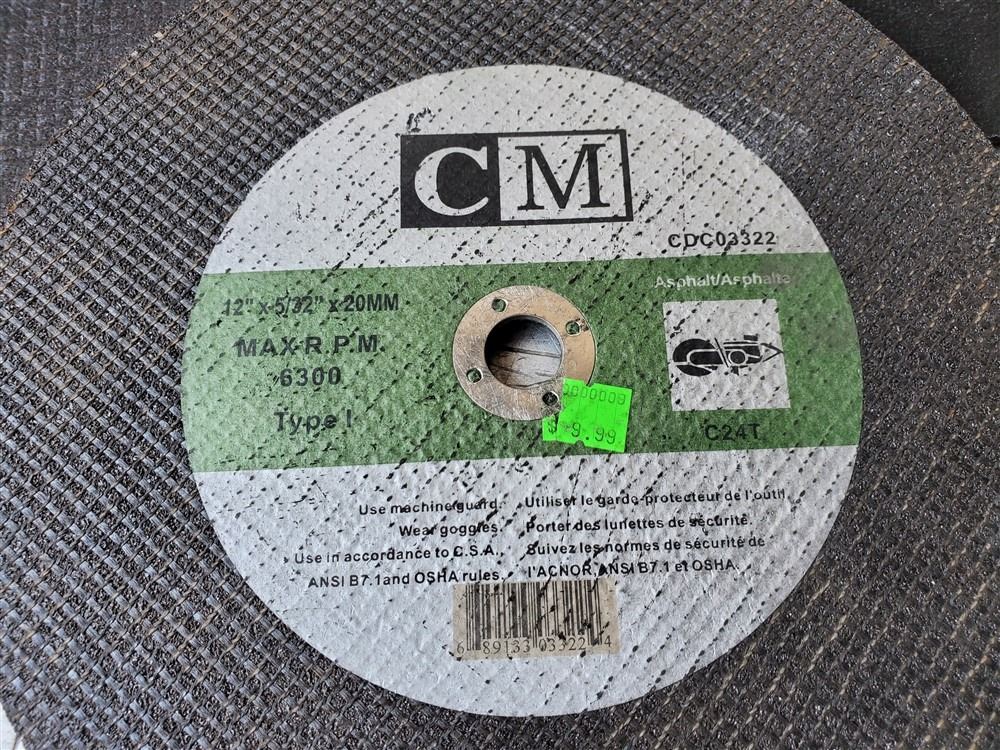 CM
CDC03322
Asphalt/Asphalte
12" x 5/32" x 20MM
MAX R.P.M.
6300
Type I
C24T
0000000
$ 9.99
Use machine guard.
Wear goggles.
Use in accordance to C.S.A.,
ANSI B7.1and OSHA rules.
Utiliser le garde-protecteur de l'outil
Porter des lunettes de sécurité.
Suivez les normes de sécurité de
l'ACNOR, ANSI B7.1 et OSHA.
6 89133 03322 4